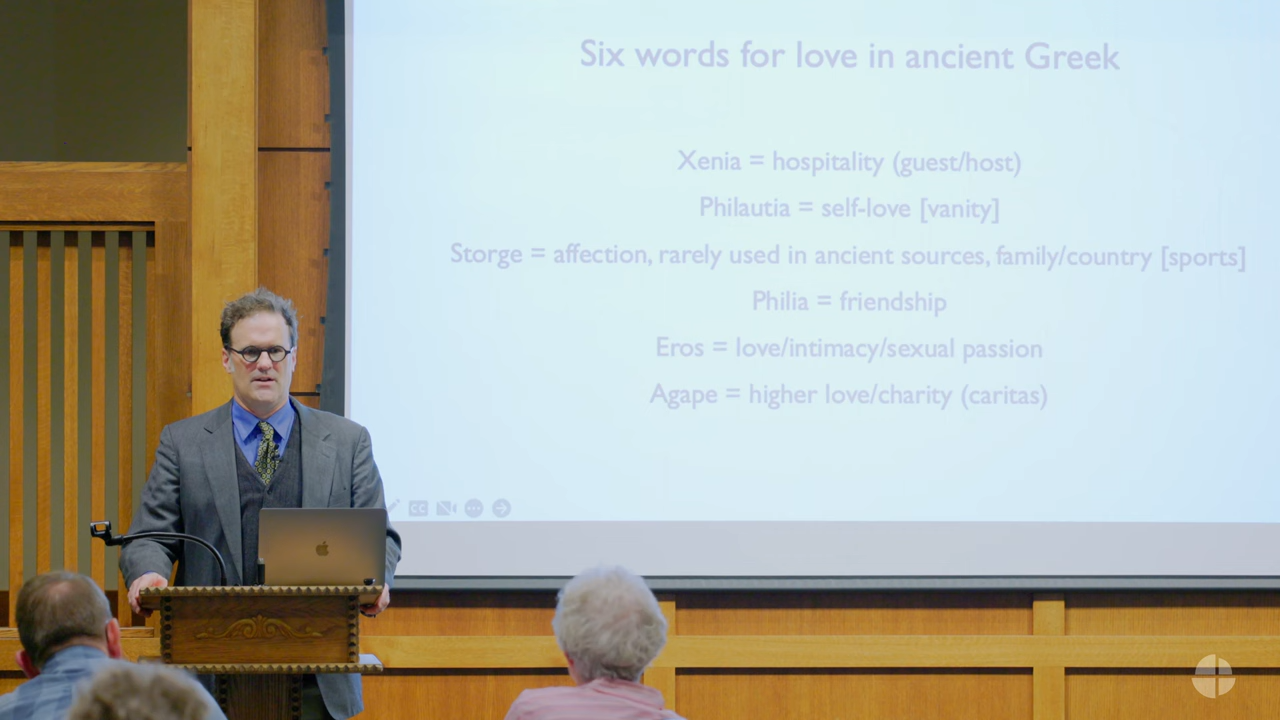 Six words for love in ancient Greek
Xenia = hospitality (guest/host)
Philautia = self-love [vanity]
Storge = affection, rarely used in ancient sources, family/country [sports]
Philia = friendship
Eros = love/intimacy/sexual passion
Agape = higher love/charity (caritas)
CC